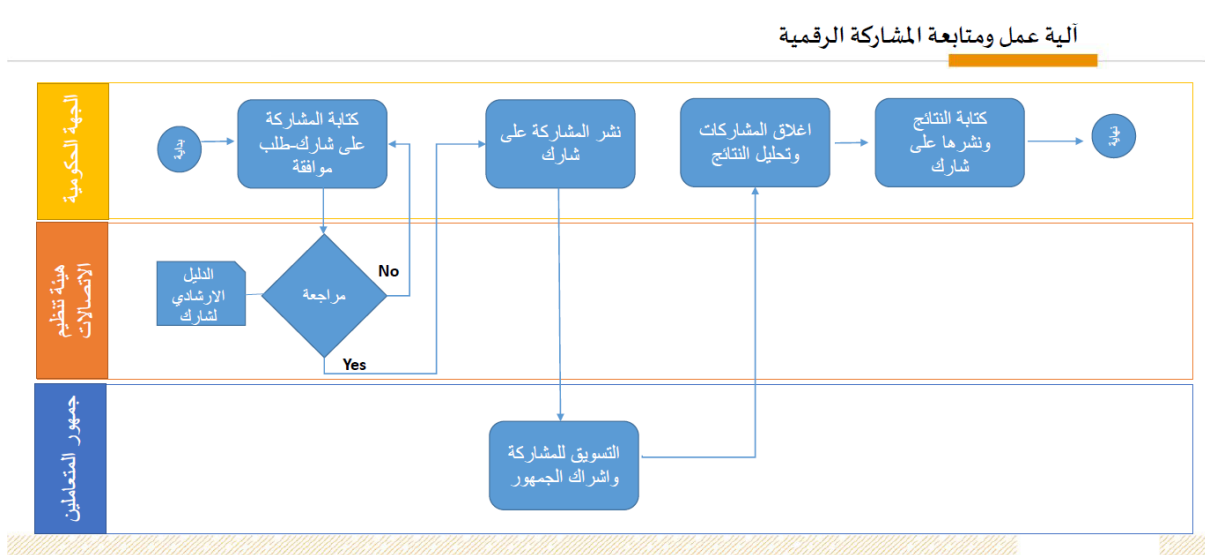 آلية عمل ومتابعة المشاركة الرقمية
الجهة الحكومية
بداية
كتابة المشاركة
على شارك-طلب
موافقة
نشر المشاركة على
شارك
اغلاق المشاركات
وتحليل النتائج
كتابة النتائج
ونشرها على
شارك
نهاية
هيئة تنظيم
الاتصالات
الدليل
الارشادي
لشارك
مراجعة
No
Yes
جمهور المتعاملين
التسويق للمشاركة
واشراك الجمهور